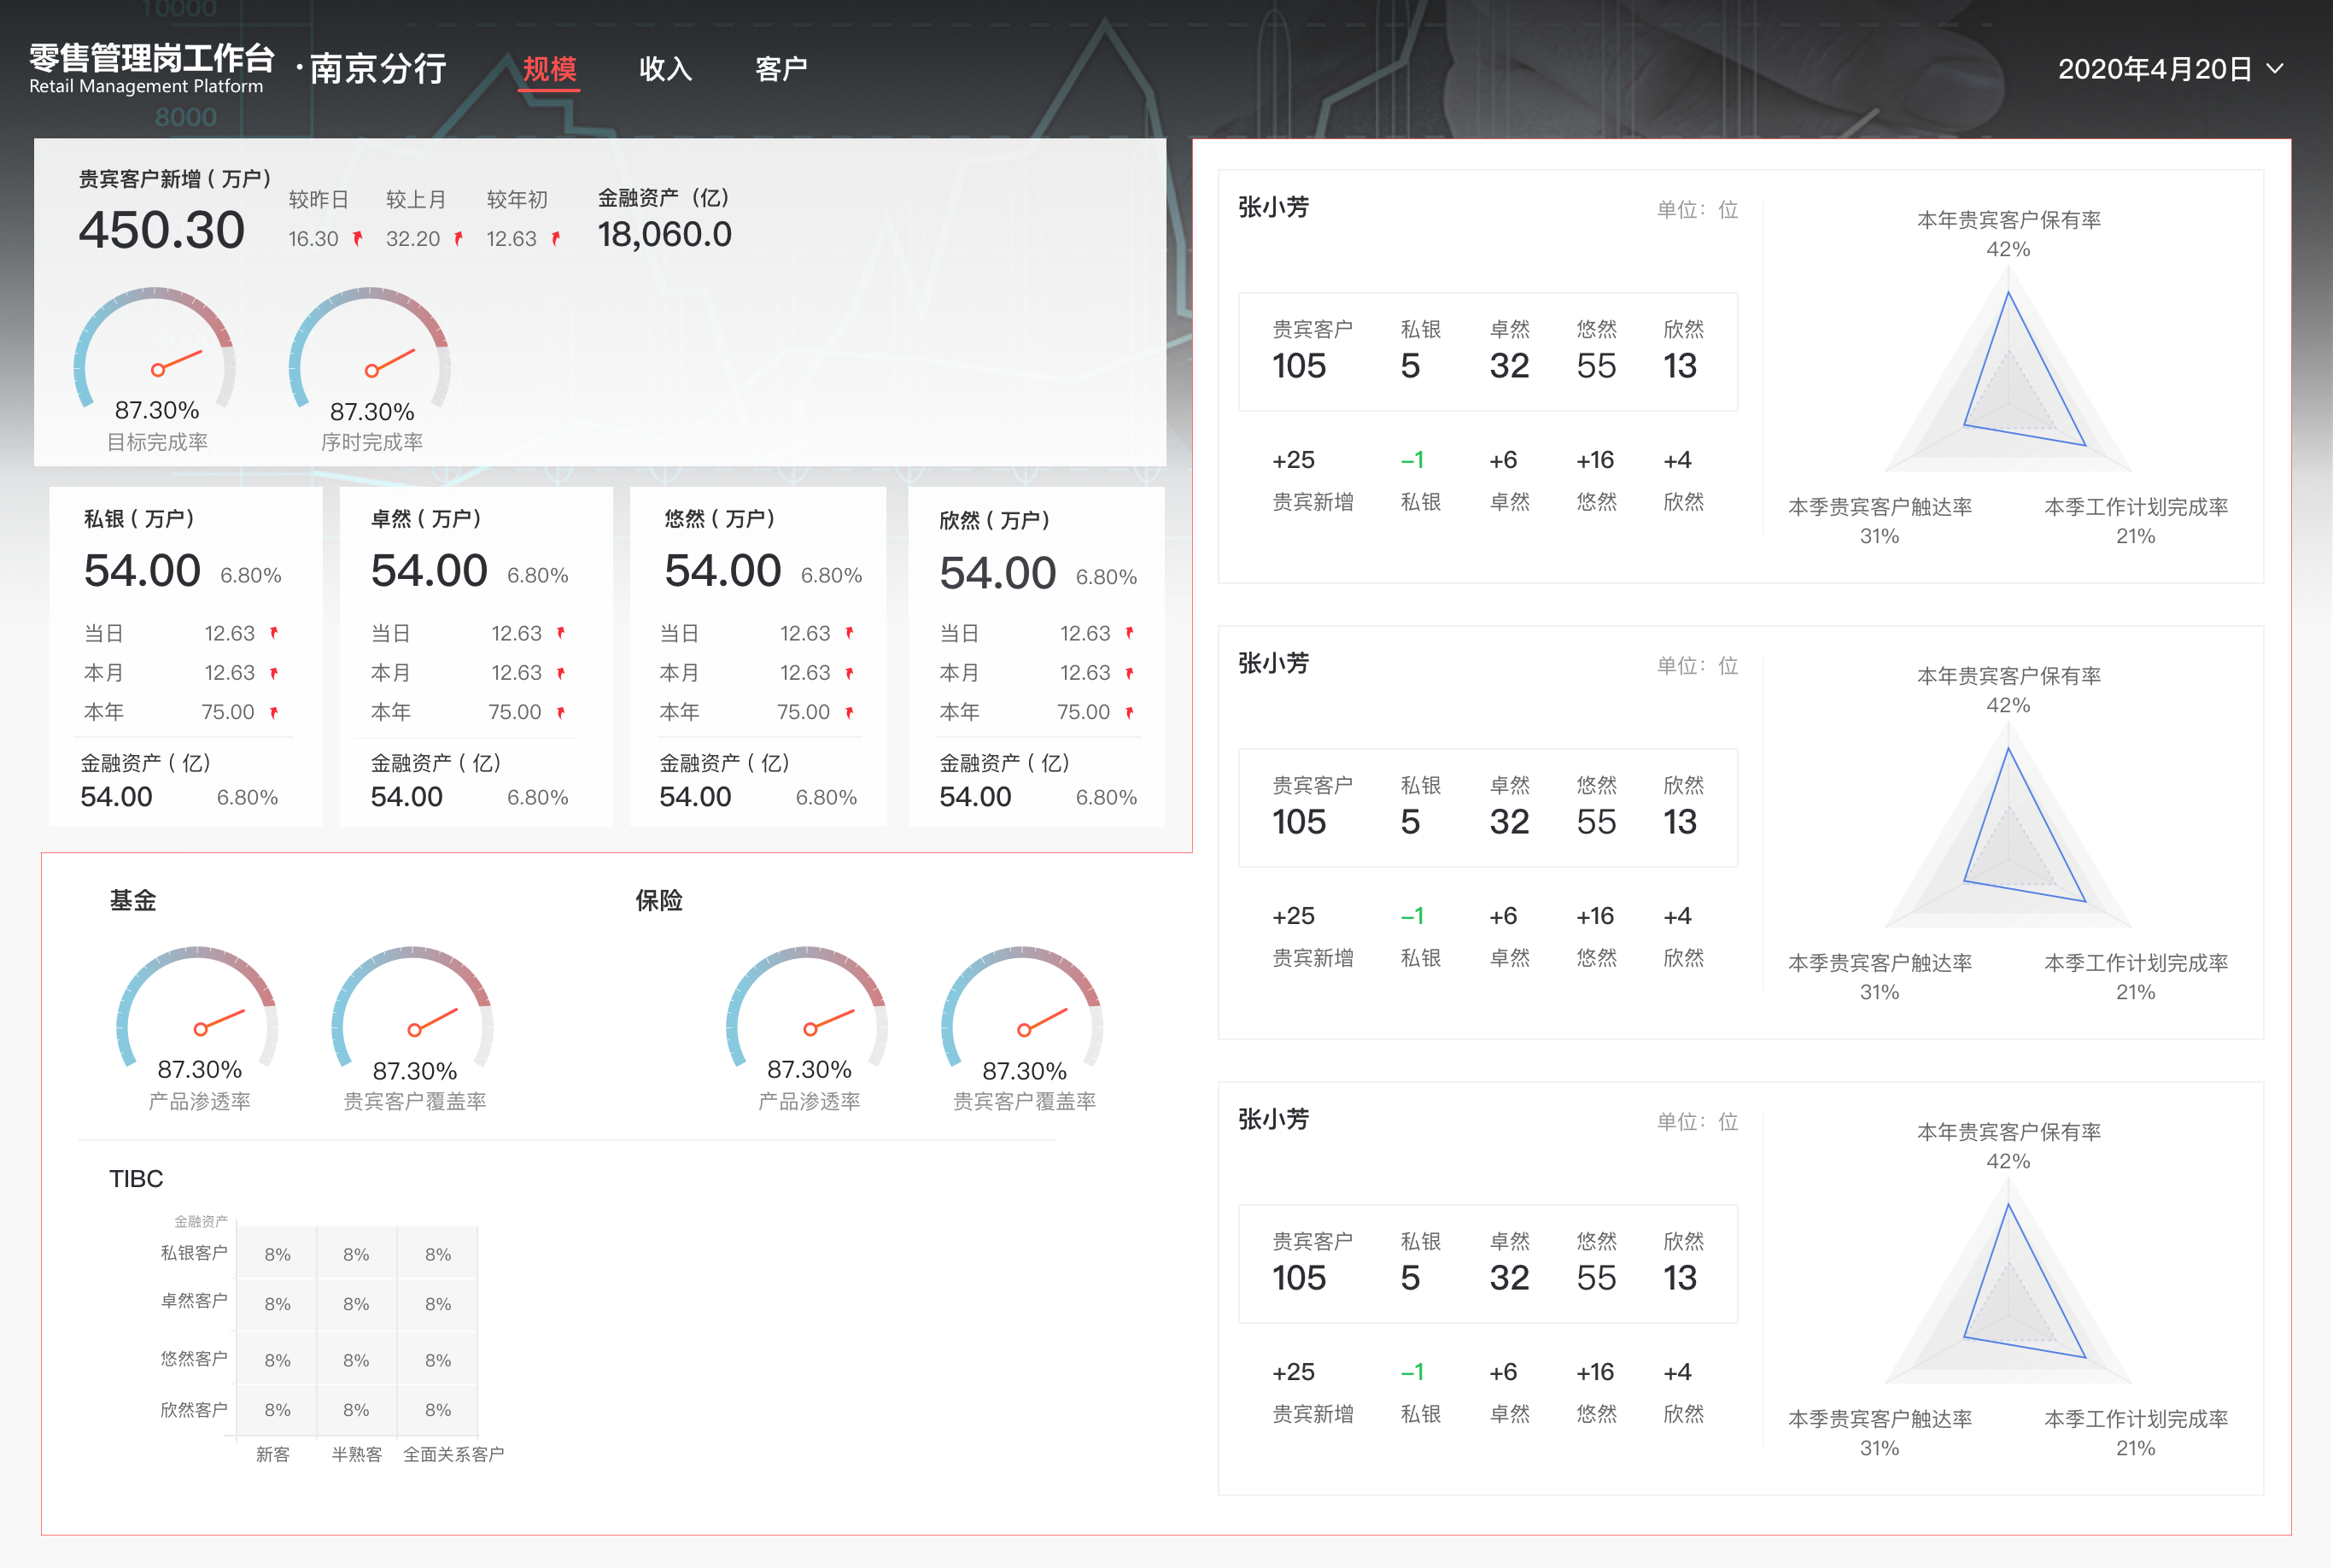 10000
零售管理岗工作台
Retail Management Platform
·南京分行
规模 收入 客户
2020年4月20日
8000
贵宾客户新增 ( 万户)
450.30
较昨日 较上月 较年初
16.30 32.20 12.63
金融资产 (亿)
18,060.0
87.30% 87.30%
目标完成率 序时完成率
私银 ( 万户)
54.00 6.80%
当日 12.63
本月 12.63
本年 75.00
金融资产 ( 亿)
54.00 6.80%
卓然 ( 万户)
54.00 6.80%
当日 12.63
本月 12.63
本年 75.00
金融资产 ( 亿)
54.00 6.80%
悠然 ( 万户)
54.00 6.80%
当日 12.63
本月 12.63
本年 75.00
金融资产 ( 亿)
54.00 6.80%
欣然 ( 万户)
54.00 6.80%
当日 12.63
本月 12.63
本年 75.00
金融资产 ( 亿)
54.00 6.80%
基金
87.30% 87.30%
产品渗透率 贵宾客户覆盖率
保险
87.30% 87.30%
产品渗透率 贵宾客户覆盖率
TIBC
金融资产
私银客户 8% 8% 8%
卓然客户 8% 8% 8%
悠然客户 8% 8% 8%
欣然客户 8% 8% 8%
新客 半熟客 全面关系客户
张小芳 单位：位
贵宾客户 私银 卓然 悠然 欣然
105 5 32 55 13
+25 –1 +6 +16 +4
贵宾新增 私银 卓然 悠然 欣然
本年贵宾客户保有率
42%
本季贵宾客户触达率 本季工作计划完成率
31% 21%
张小芳 单位：位
贵宾客户 私银 卓然 悠然 欣然
105 5 32 55 13
+25 –1 +6 +16 +4
贵宾新增 私银 卓然 悠然 欣然
本年贵宾客户保有率
42%
本季贵宾客户触达率 本季工作计划完成率
31% 21%
张小芳 单位：位
贵宾客户 私银 卓然 悠然 欣然
105 5 32 55 13
+25 –1 +6 +16 +4
贵宾新增 私银 卓然 悠然 欣然
本年贵宾客户保有率
42%
本季贵宾客户触达率 本季工作计划完成率
31% 21%